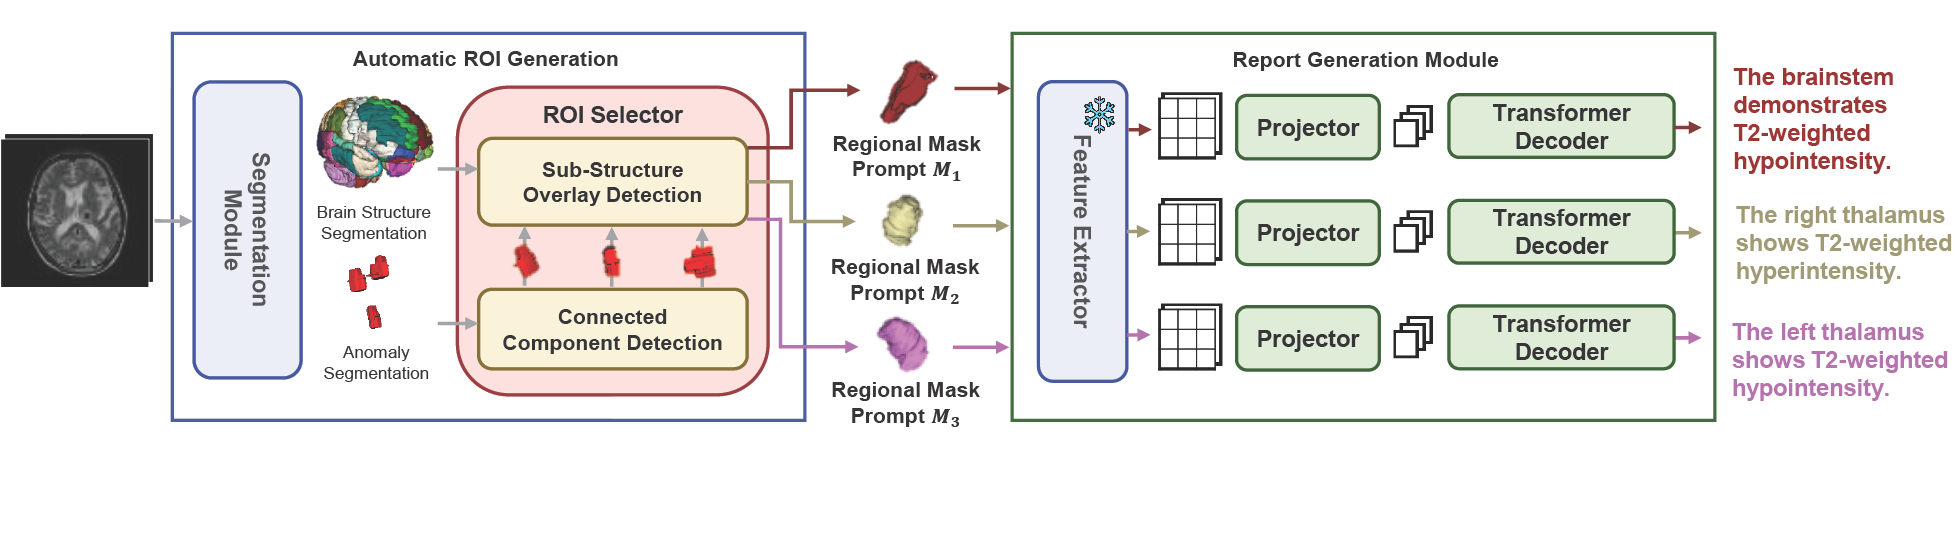 Automatic ROI Generation
Segmentation
Module
Brain Structure
Segmentation
Anomaly
Segmentation
ROI Selector
Sub-Structure
Overlay Detection
Connected
Component Detection
Regional Mask
Prompt M1
Regional Mask
Prompt M2
Regional Mask
Prompt M3
Report Generation Module
Feature Extractor
Projector
Transformer
Decoder
Projector
Transformer
Decoder
Projector
Transformer
Decoder
The brainstem
demonstrates
T2-weighted
hypointensity.
The right thalamus
shows T2-weighted
hyperintensity.
The left thalamus
shows T2-weighted
hypointensity.